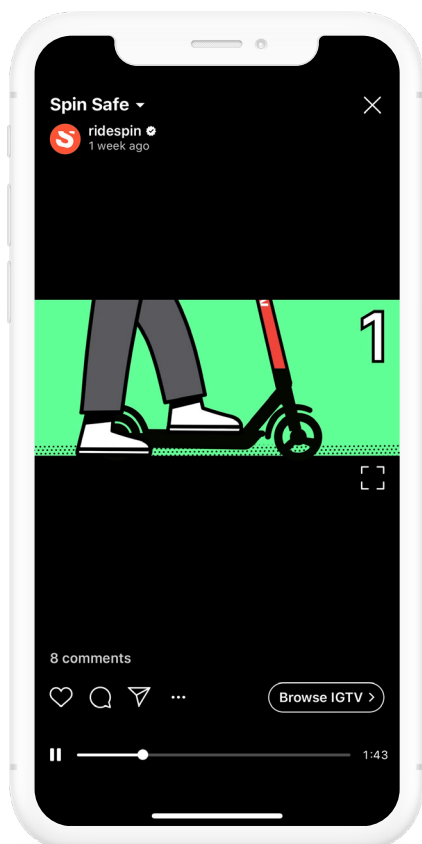 Spin Safe
ridespin
1 week ago
1
8 comments
Browse IGTV >
1:43